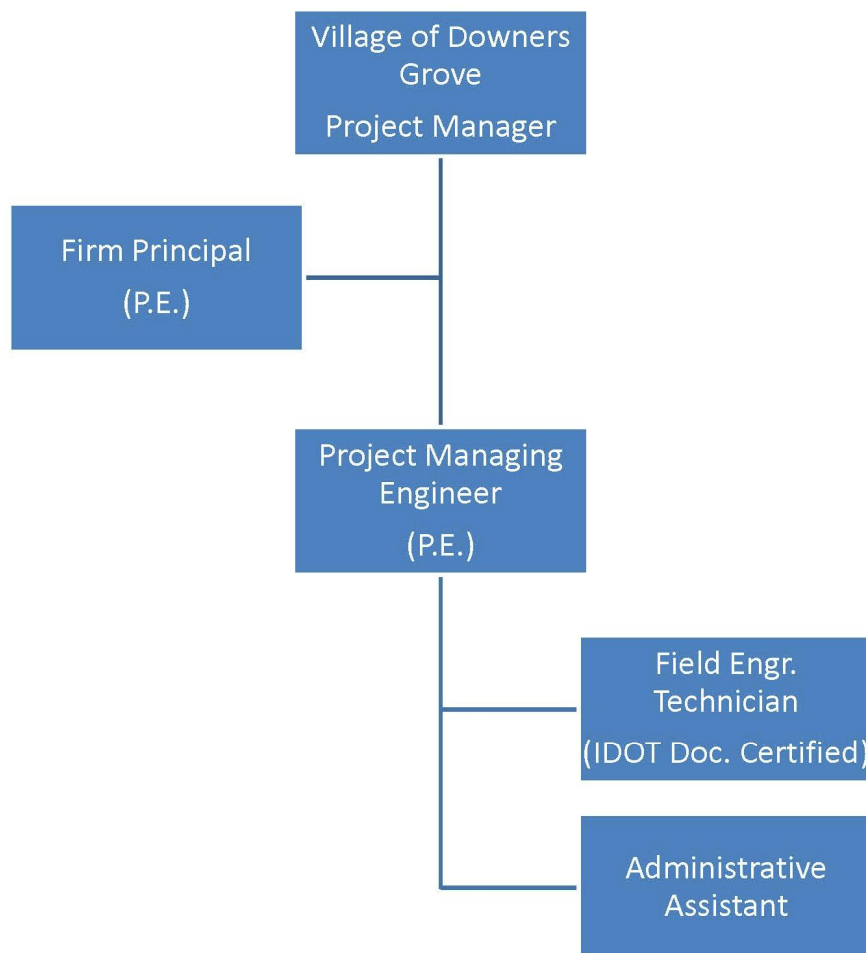 Village of Downers
Grove
Project Manager
Firm Principal
(P.E.)
Project Managing
Engineer
(P.E.)
Field Engr.
Technician
(IDOT Doc. Certified)
Administrative
Assistant